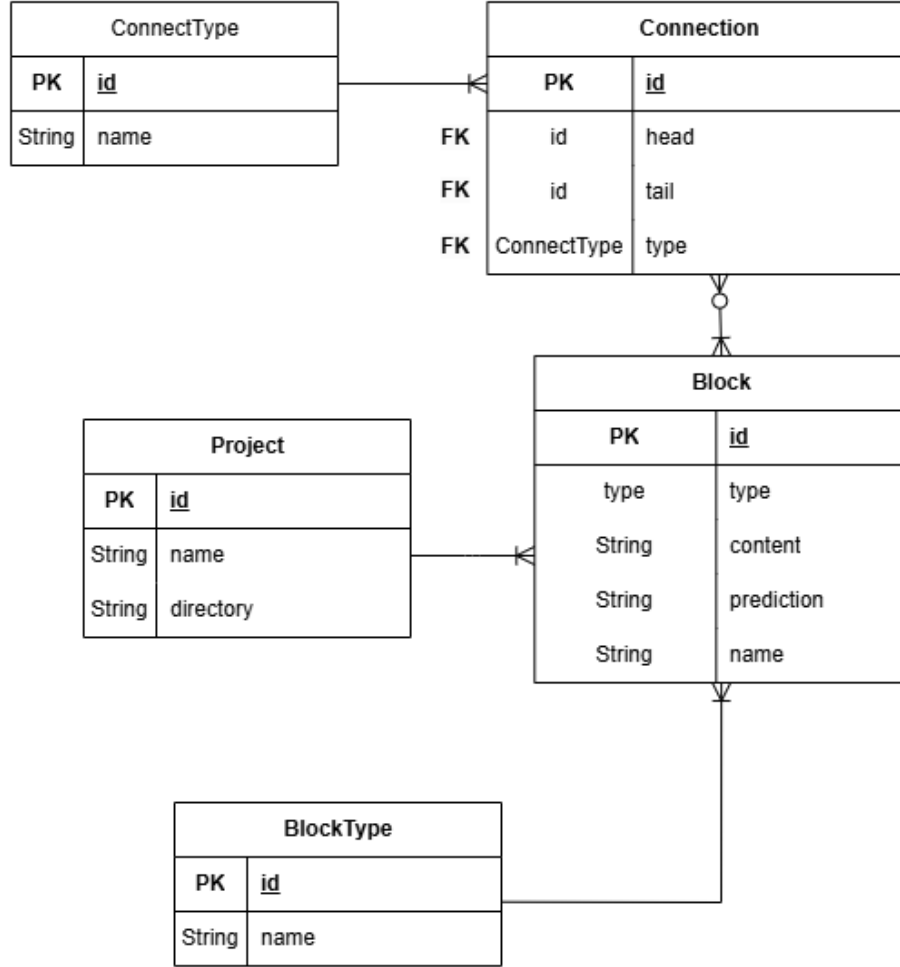 ConnectType
PK id
String name
Connection
PK id
FK id head
FK id tail
FK ConnectType type
Block
PK id
type type
String content
String prediction
String name
Project
PK id
String name
String directory
BlockType
PK id
String name